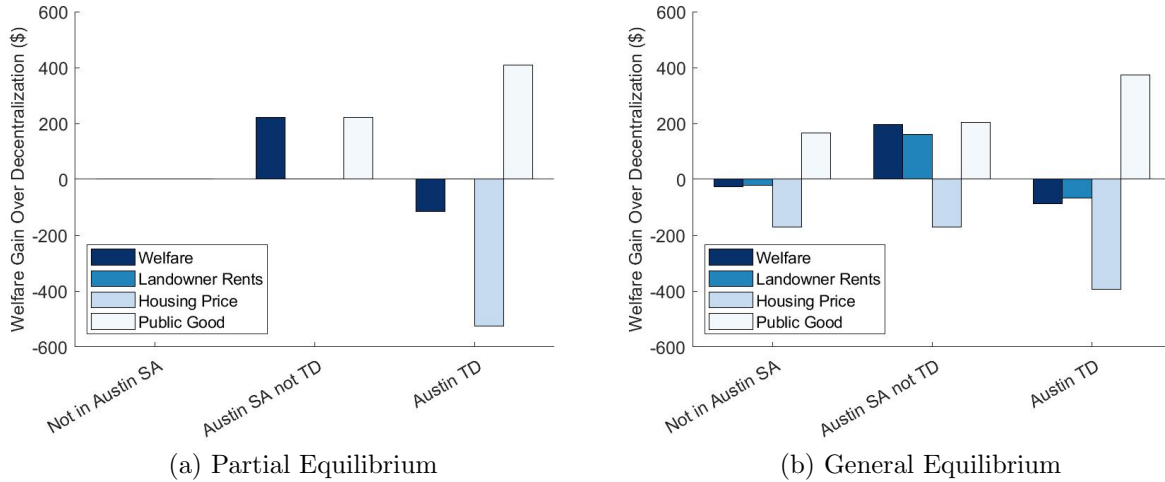 Welfare Gain Over Decentralization ($)
600
400
200
0
-200
-400
-600
Welfare
Landowner Rents
Housing Price
Public Good
Not in Austin SA
Austin SA not TD
Austin TD
(a) Partial Equilibrium
Welfare Gain Over Decentralization ($)
600
400
200
0
-200
-400
-600
Welfare
Landowner Rents
Housing Price
Public Good
Not in Austin SA
Austin SA not TD
Austin TD
(b) General Equilibrium